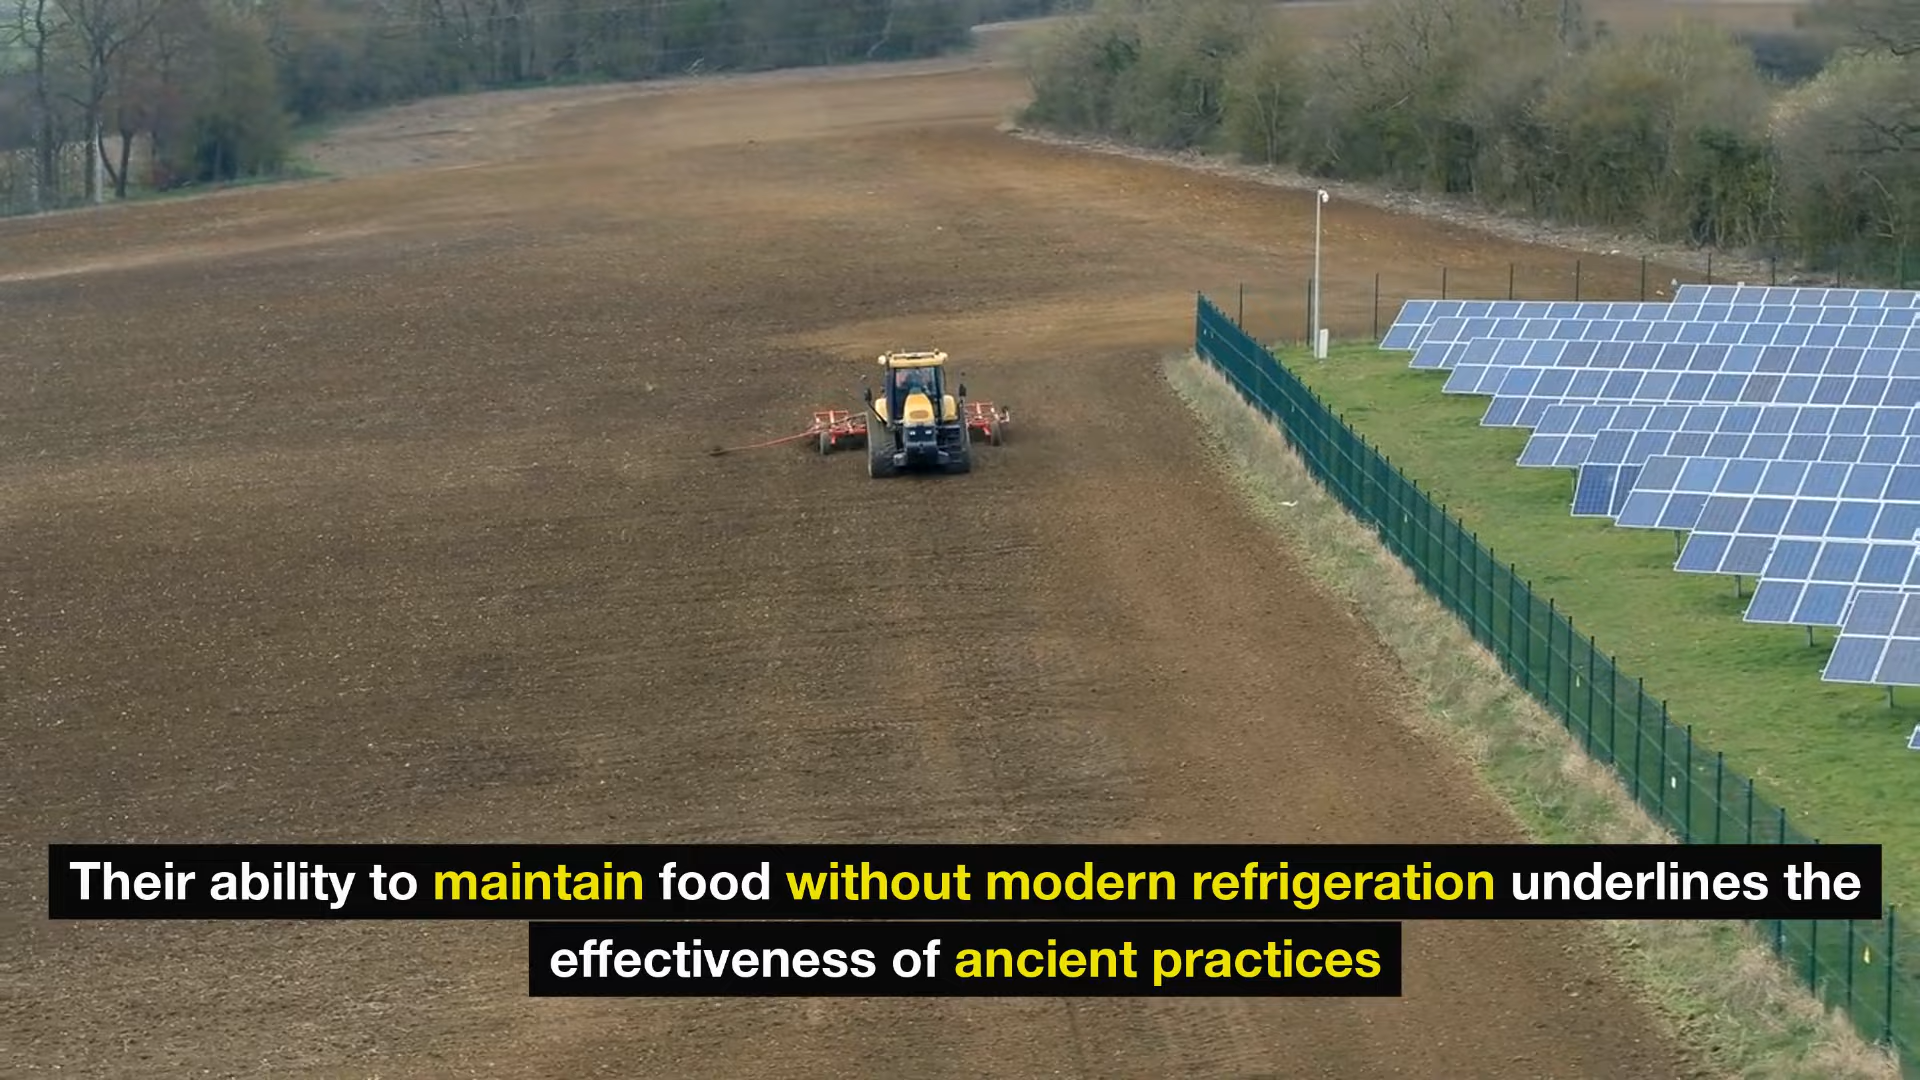 Their ability to maintain food without modern refrigeration underlines the
effectiveness of ancient practices